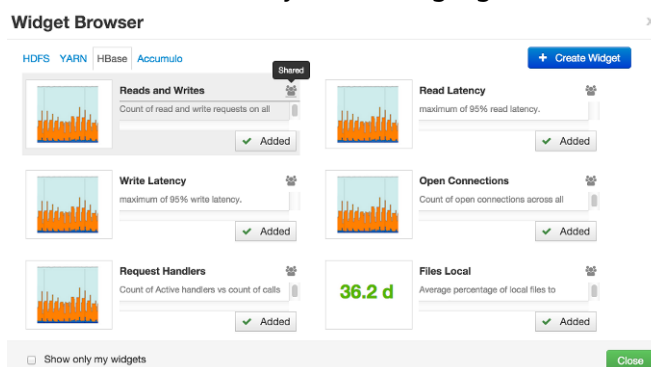 Widget Browser
HDFS YARN HBase Accumulo
+ Create Widget
Shared
Reads and Writes
Count of read and write requests on all
Added
Read Latency
maximum of 95% read latency.
Added
Write Latency
maximum of 95% write latency.
Added
Open Connections
Count of open connections across all
Added
Request Handlers
Count of Active handlers vs count of calls
Added
36.2 d
Files Local
Average percentage of local files to
Added
Show only my widgets
Close